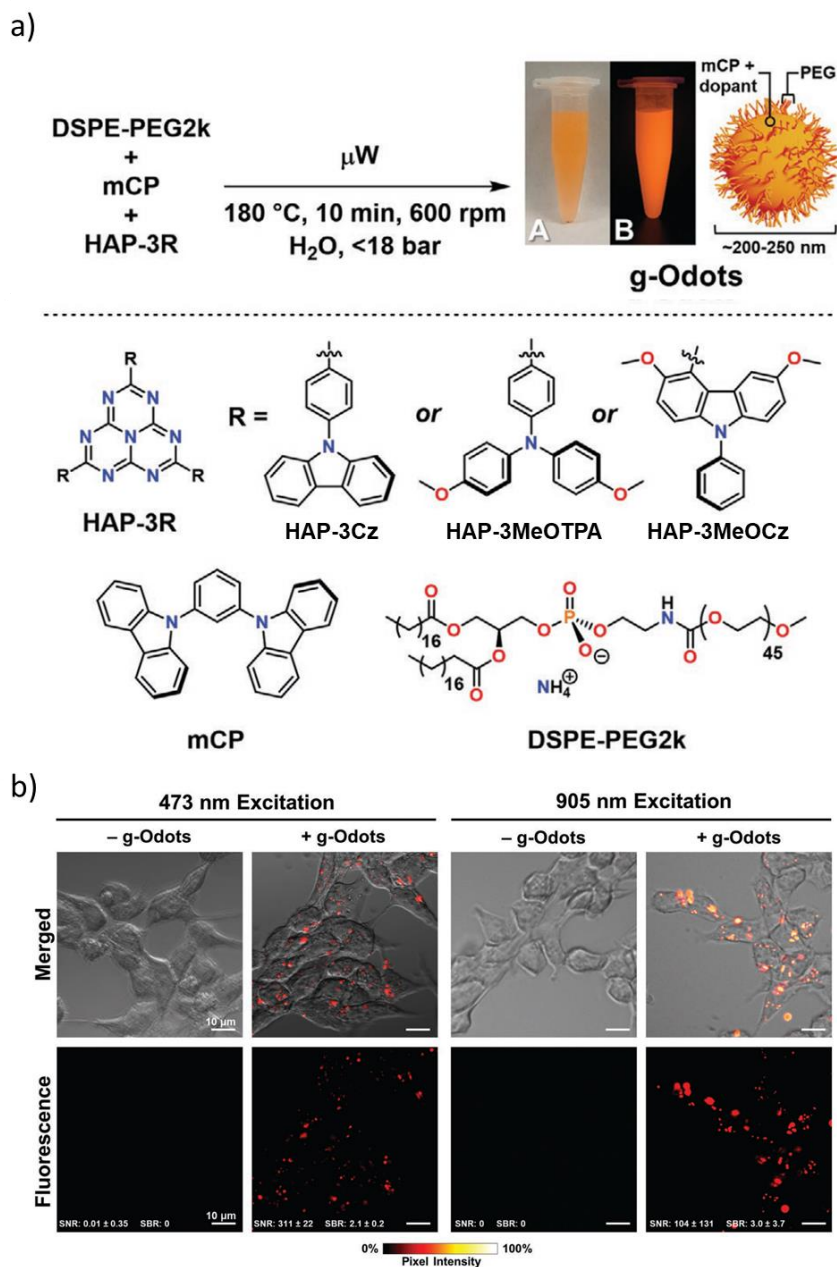 a)
DSPE-PEG2k
+
mCP
+
HAP-3R
μW
180 °C, 10 min, 600 rpm
H₂O, <18 bar
A
B
mCP +
dopant
PEG
~200-250 nm
g-Odots
R
N N
N N N
R N N R
HAP-3R
R =
N
HAP-3Cz
or
N
O O
HAP-3MeOTPA
or
O O
N
HAP-3MeOCz
N N
mCP
O
16 O
16 O
O
O
P
O
O ⊖
NH₄ ⊕
O
H
N
O
O
O
45
O
DSPE-PEG2k
b)
473 nm Excitation
905 nm Excitation
– g-Odots
+ g-Odots
– g-Odots
+ g-Odots
Merged
10 μm
Fluorescence
SNR: 0.01 ± 0.35 SBR: 0
10 μm
SNR: 311 ± 22 SBR: 2.1 ± 0.2
SNR: 0 SBR: 0
SNR: 104 ± 131 SBR: 3.0 ± 3.7
0%
100%
Pixel Intensity